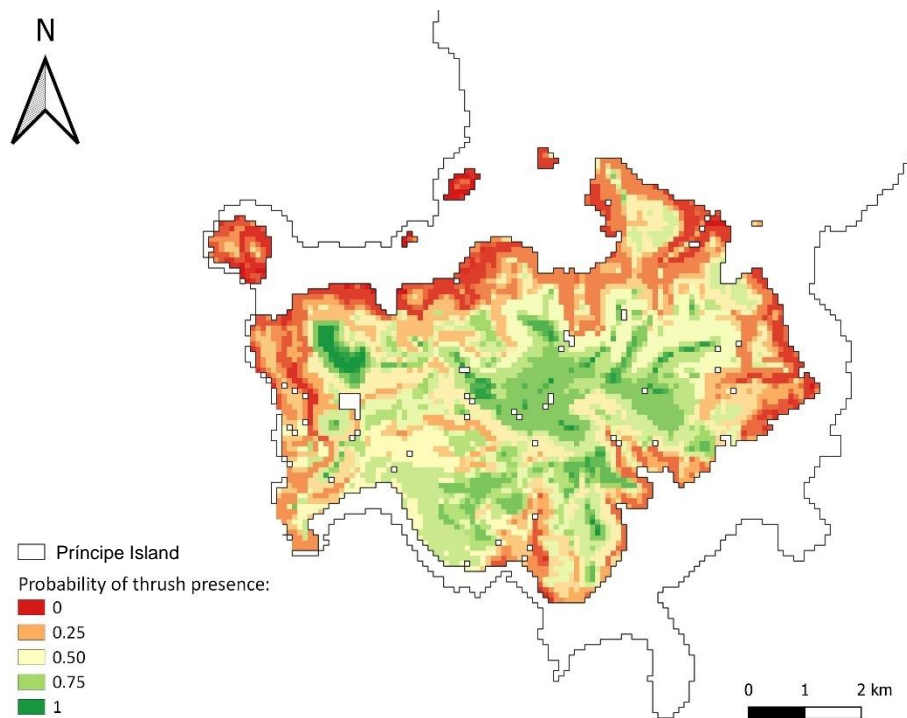 N
Príncipe Island
Probability of thrush presence:
0
0.25
0.50
0.75
1
0 1 2 km